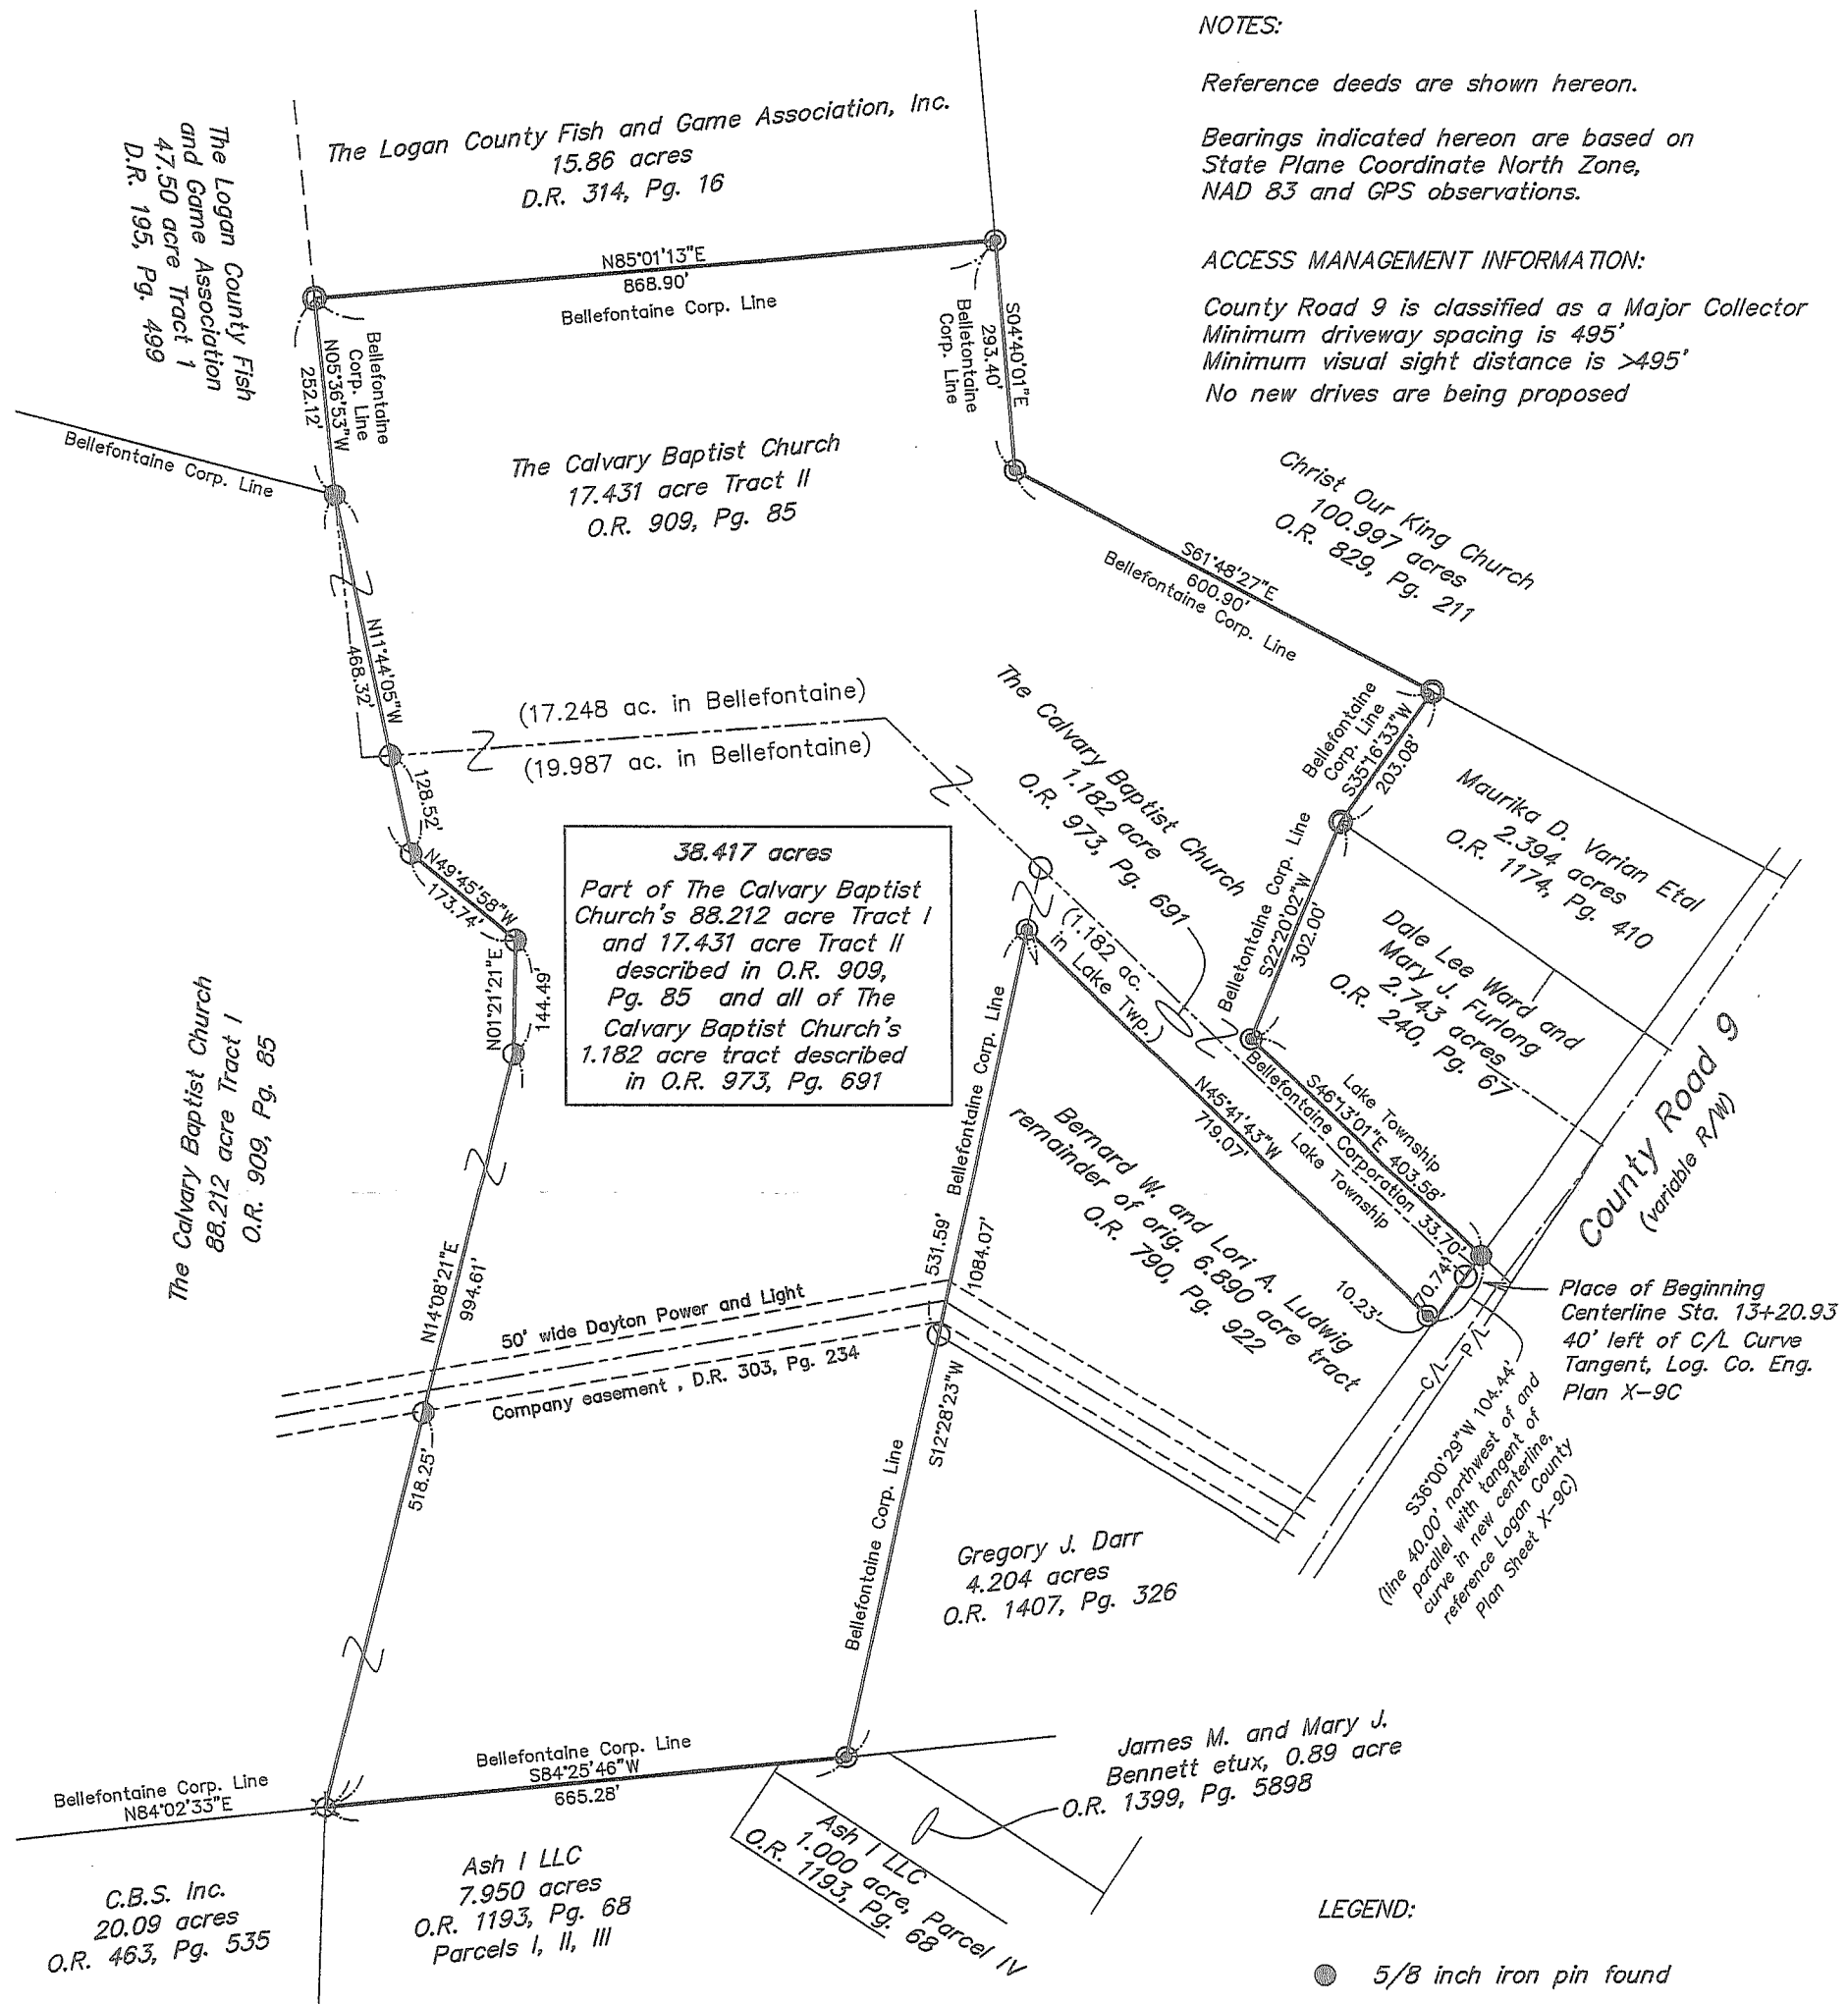 NOTES:
Reference deeds are shown hereon.
Bearings indicated hereon are based on
State Plane Coordinate North Zone,
NAD 83 and GPS observations.
ACCESS MANAGEMENT INFORMATION:
County Road 9 is classified as a Major Collector
Minimum driveway spacing is 495'
Minimum visual sight distance is >495'
No new drives are being proposed
The Logan County Fish and Game Association, Inc.
15.86 acres
D.R. 314, Pg. 16
The Logan County Fish
and Game Association
47.50 acre Tract 1
D.R. 195, Pg. 499
N85°01'13"E
868.90'
Bellefontaine Corp. Line
Bellefontaine
Corp. Line
N05°36'53"W
252.12'
Bellefontaine Corp. Line
S04°40'01"E
293.40'
Belletontaine
Corp. Line
The Calvary Baptist Church
17.431 acre Tract II
O.R. 909, Pg. 85
Christ Our King Church
100.997 acres
O.R. 829, Pg. 211
S61°48'27"E
600.90'
Bellefontaine Corp. Line
N11°44'05"W
468.32'
(17.248 ac. in Bellefontaine)
(19.987 ac. in Bellefontaine)
The Calvary Baptist Church
1.182 acre
O.R. 973, Pg. 691
Bellefontaine
Corp. Line
S35°16'33"W
203.08'
Maurika D. Varian Etal
2.394 acres
O.R. 1174, Pg. 410
Belletontaine Corp. Line
S22°20'02"W
302.00'
Dale Lee Ward and
Mary J. Furlong
2.743 acres
O.R. 240, Pg. 67
128.52'
N49°45'58"W
173.74'
N01°21'21"E
144.49'
38.417 acres
Part of The Calvary Baptist
Church's 88.212 acre Tract I
and 17.431 acre Tract II
described in O.R. 909,
Pg. 85 and all of The
Calvary Baptist Church's
1.182 acre tract described
in O.R. 973, Pg. 691
(1.182 ac.
in Lake Twp.)
The Calvary Baptist Church
88.212 acre Tract I
O.R. 909, Pg. 85
Lake Township
S46°13'01"E 403.58'
Bellefontaine Corporation 33.70'
Lake Township
N45°41'43"W
719.07'
County Road 9
(variable R/W)
Bernard W. and Lori A. Ludwig
remainder of orig. 6.890 acre tract
O.R. 790, Pg. 922
Bellefontaine Corp. Line
531.59'
1084.07'
10.23'
70.74'
C/L
P/L
Place of Beginning
Centerline Sta. 13+20.93
40' left of C/L Curve
Tangent, Log. Co. Eng.
Plan X-9C
S36°00'29"W 104.44'
(line 40.00' northwest of and
parallel with tangent of
curve in new centerline,
reference Logan County
Plan Sheet X-9C)
N14°08'21"E
994.61'
50' wide Dayton Power and Light
Company easement , D.R. 303, Pg. 234
518.25'
S12°28'23"W
Bellefontaine Corp. Line
Gregory J. Darr
4.204 acres
O.R. 1407, Pg. 326
Bellefontaine Corp. Line
S84°25'46"W
665.28'
Bellefontaine Corp. Line
N84°02'33"E
James M. and Mary J.
Bennett etux, 0.89 acre
O.R. 1399, Pg. 5898
C.B.S. Inc.
20.09 acres
O.R. 463, Pg. 535
Ash I LLC
7.950 acres
O.R. 1193, Pg. 68
Parcels I, II, III
Ash I LLC
1.000 acre, Parcel IV
O.R. 1193, Pg. 68
LEGEND:
5/8 inch iron pin found